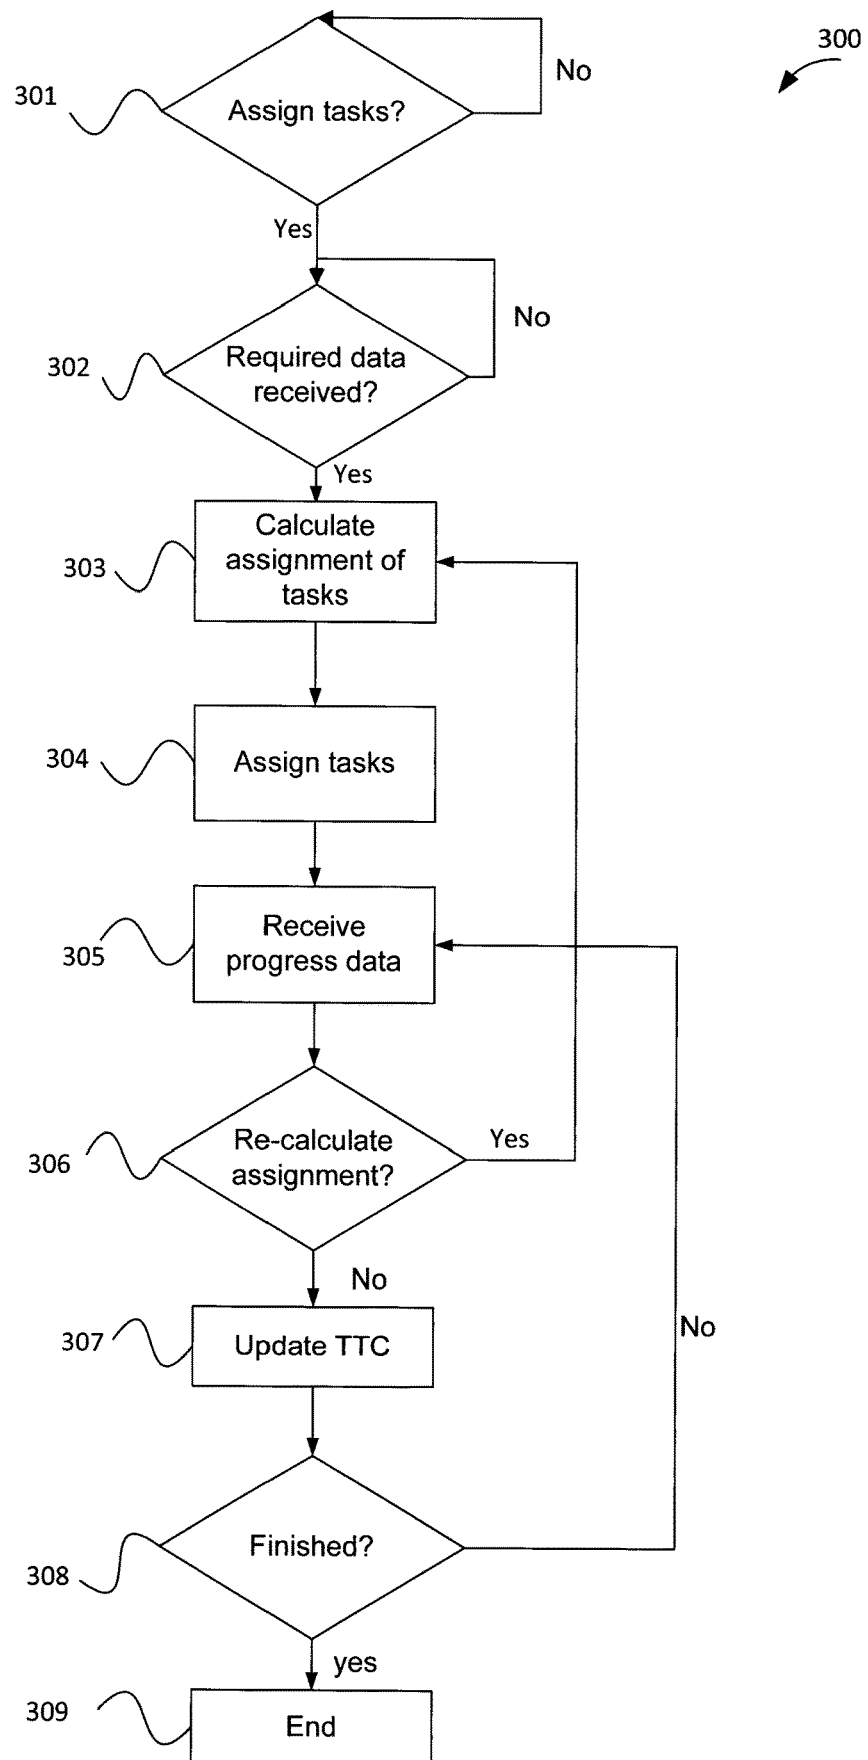 300
No
301
Assign tasks?
Yes
No
302
Required data
received?
Yes
303
Calculate
assignment of
tasks
304
Assign tasks
305
Receive
progress data
306
Re-calculate
assignment?
Yes
No
307
Update TTC
No
308
Finished?
yes
309
End